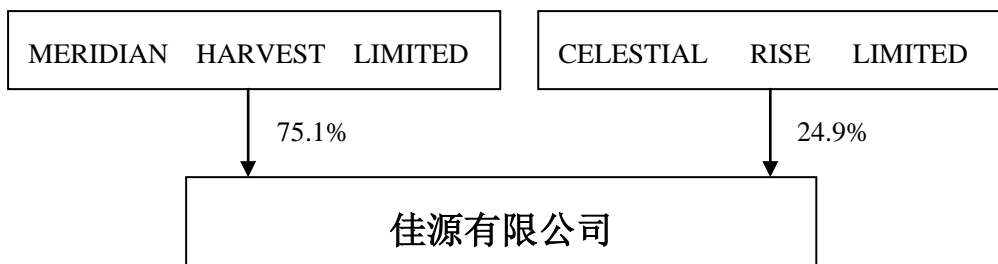 MERIDIAN HARVEST LIMITED
CELESTIAL RISE LIMITED
75.1%
24.9%
佳源有限公司